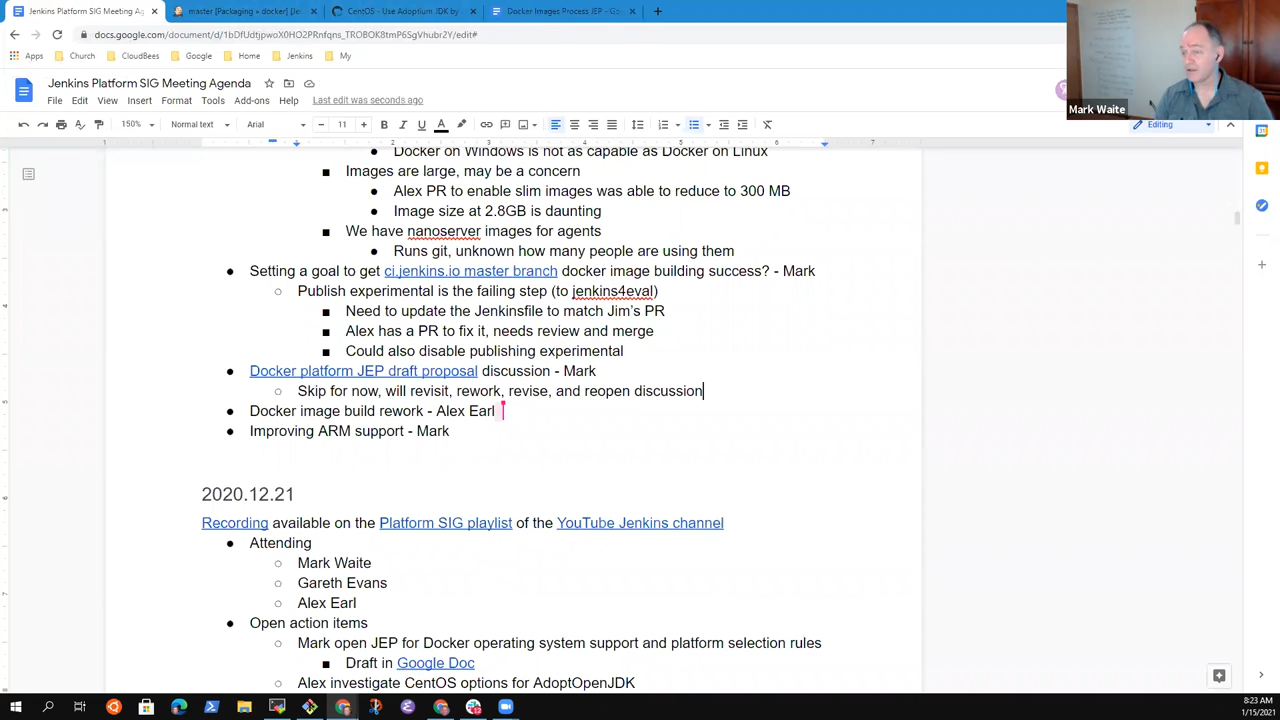 Jenkins Platform SIG Meeting Agenda
master [Packaging » docker] [Jen
CentOS - Use Adoptium JDK by
Docker Images Process JEP - Go
docs.google.com/document/d/1bDfUdtjpwoX0HO2PRnfqns_TROBOK8tmP6SgVhubr2Y/edit#
Apps
Church
CloudBees
Google
Home
Jenkins
My
Jenkins Platform SIG Meeting Agenda
File Edit View Insert Format Tools Add-ons Help Last edit was seconds ago
150% Normal text Arial 11 Editing
Mark Waite
Docker on Windows is not as capable as Docker on Linux
Images are large, may be a concern
Alex PR to enable slim images was able to reduce to 300 MB
Image size at 2.8GB is daunting
We have nanoserver images for agents
Runs git, unknown how many people are using them
Setting a goal to get ci.jenkins.io master branch docker image building success? - Mark
Publish experimental is the failing step (to jenkins4eval)
Need to update the Jenkinsfile to match Jim's PR
Alex has a PR to fix it, needs review and merge
Could also disable publishing experimental
Docker platform JEP draft proposal discussion - Mark
Skip for now, will revisit, rework, revise, and reopen discussion
Docker image build rework - Alex Earl
Improving ARM support - Mark
2020.12.21
Recording available on the Platform SIG playlist of the YouTube Jenkins channel
Attending
Mark Waite
Gareth Evans
Alex Earl
Open action items
Mark open JEP for Docker operating system support and platform selection rules
Draft in Google Doc
Alex investigate CentOS options for AdoptOpenJDK
8:23 AM
1/15/2021